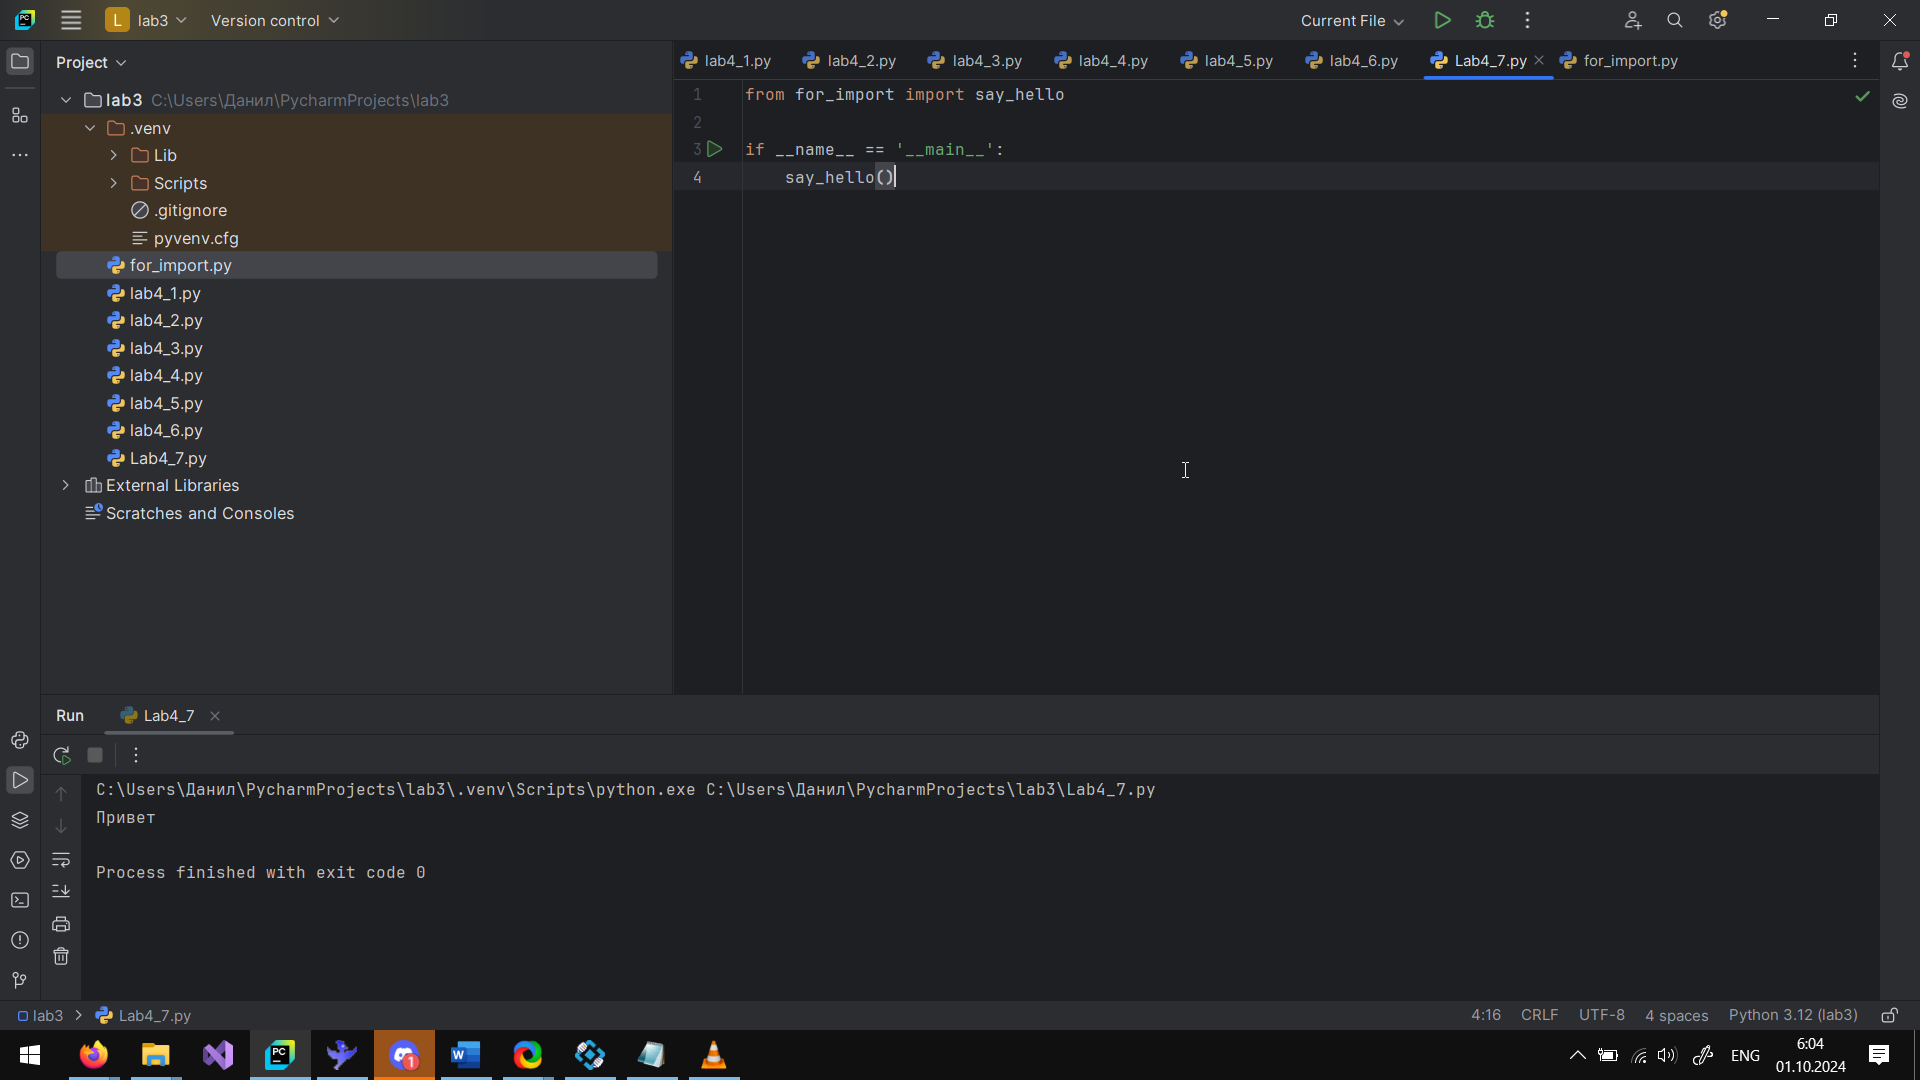 L lab3 Version control Current File
Project
lab4_1.py lab4_2.py lab4_3.py lab4_4.py lab4_5.py lab4_6.py Lab4_7.py for_import.py
lab3 C:\Users\Данил\PycharmProjects\lab3
.venv
Lib
Scripts
.gitignore
pyvenv.cfg
for_import.py
lab4_1.py
lab4_2.py
lab4_3.py
lab4_4.py
lab4_5.py
lab4_6.py
Lab4_7.py
External Libraries
Scratches and Consoles
1 from for_import import say_hello
2
3 if __name__ == '__main__':
4 say_hello()
Run Lab4_7
C:\Users\Данил\PycharmProjects\lab3\.venv\Scripts\python.exe C:\Users\Данил\PycharmProjects\lab3\Lab4_7.py
Привет
Process finished with exit code 0
lab3 > Lab4_7.py 4:16 CRLF UTF-8 4 spaces Python 3.12 (lab3)
PC 1 W ENG 6:04
01.10.2024